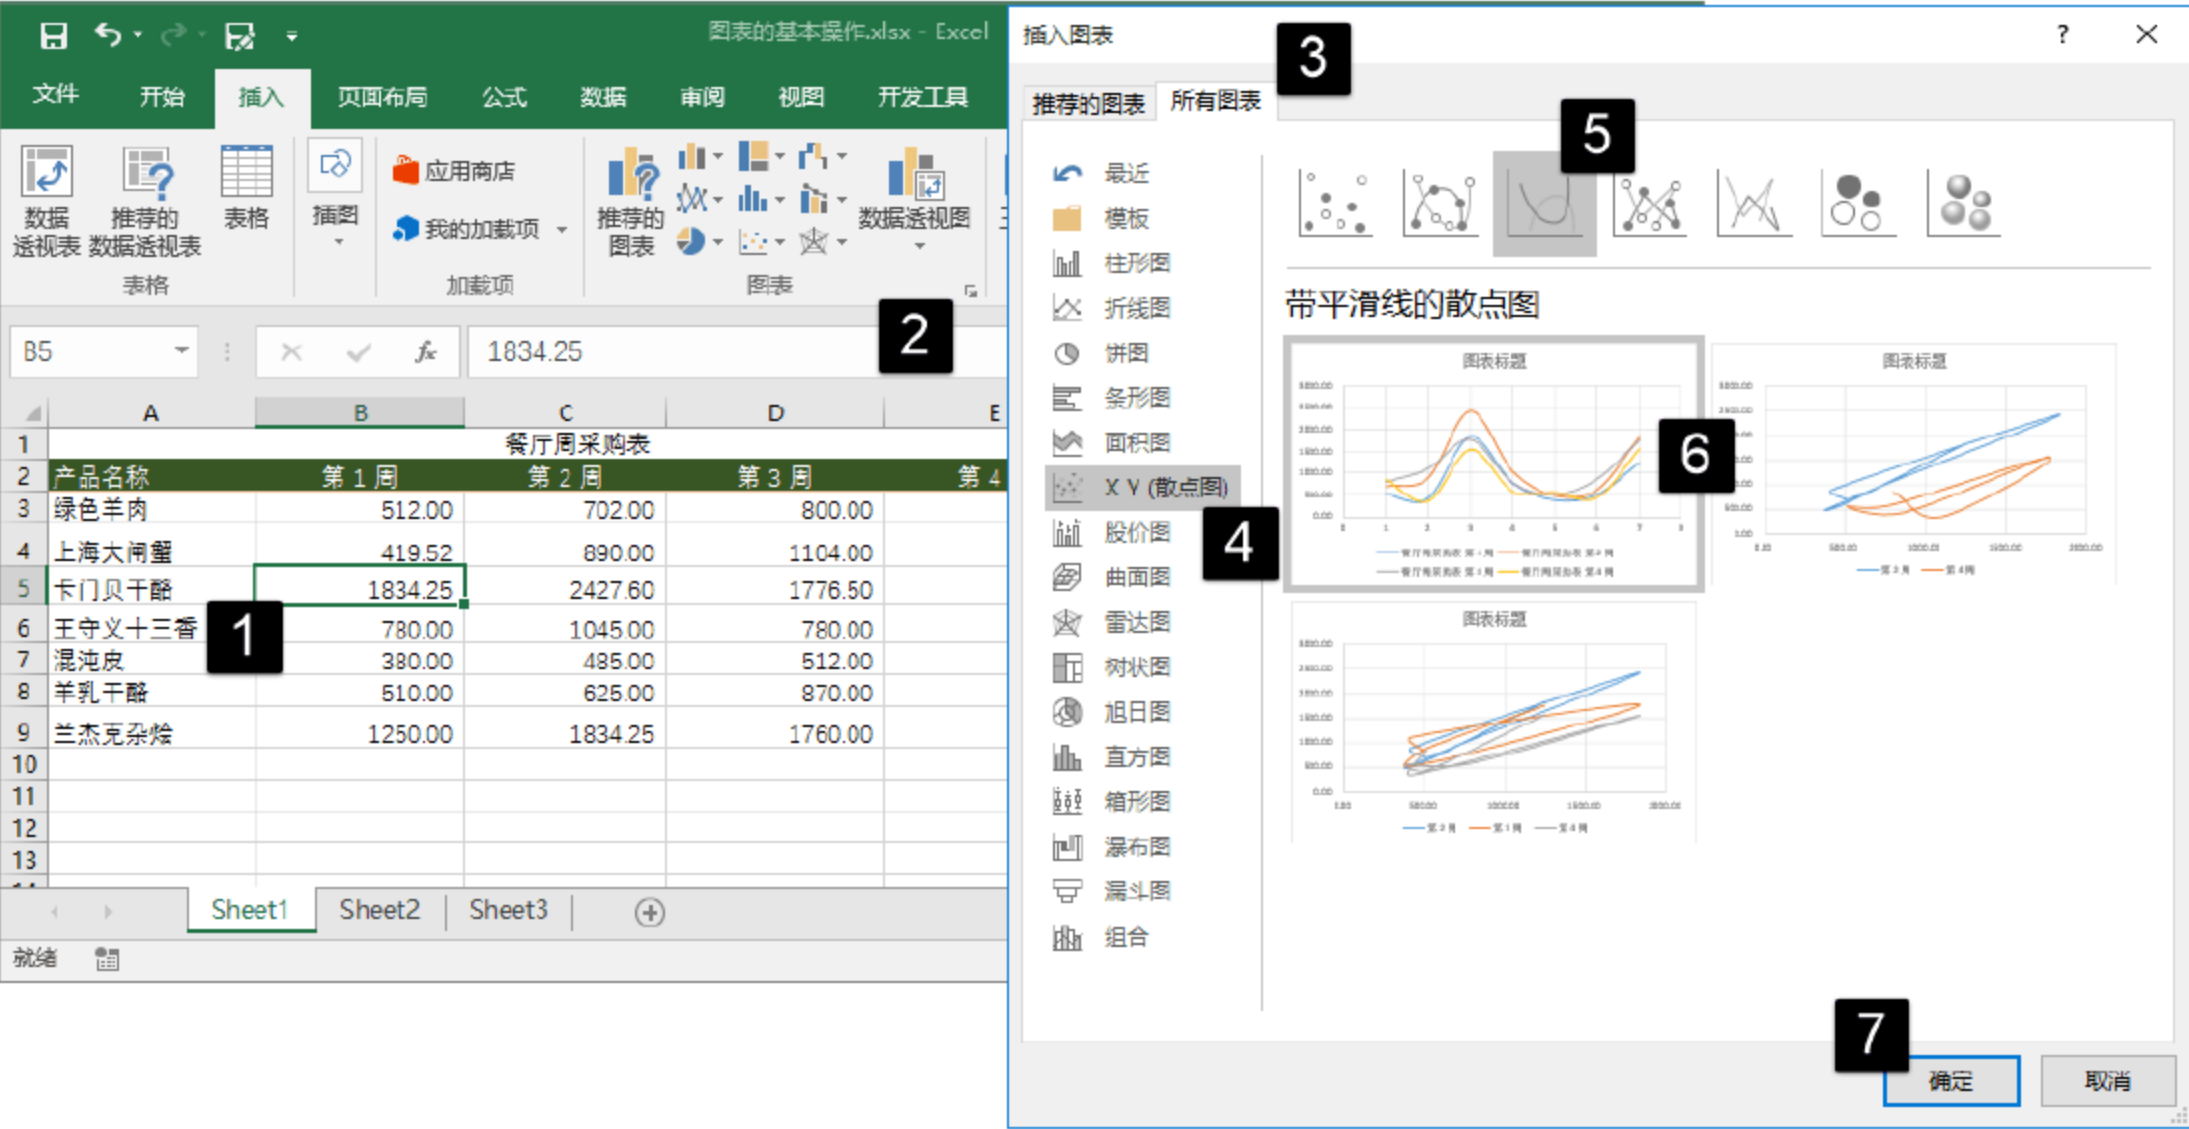 图表的基本操作.xlsx - Excel
文件 开始 插入 页面布局 公式 数据 审阅 视图 开发工具
数据透视表
推荐的数据透视表
表格
插图
应用商店
我的加载项
推荐的图表
数据透视图
表格 加载项 图表
2
B5 fx 1834.25
A B C D E
1 餐厅周采购表
2 产品名称 第 1 周 第 2 周 第 3 周 第 4
3 绿色羊肉 512.00 702.00 800.00
4 上海大闸蟹 419.52 890.00 1104.00
5 卡门贝干酪 1834.25 2427.60 1776.50
1
6 王守义十三香 780.00 1045.00 780.00
7 混沌皮 380.00 485.00 512.00
8 羊乳干酪 510.00 625.00 870.00
9 兰杰克杂烩 1250.00 1834.25 1760.00
10
11
12
13
Sheet1 Sheet2 Sheet3
就绪
插入图表 ?
3
推荐的图表 所有图表
5
最近
模板
柱形图
折线图
饼图
条形图
面积图
X Y (散点图)
4
股价图
曲面图
雷达图
树状图
旭日图
直方图
箱形图
瀑布图
漏斗图
组合
带平滑线的散点图
图表标题
6
图表标题
图表标题
7
确定 取消